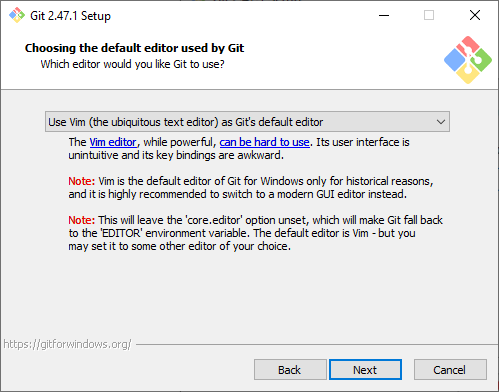 Git 2.47.1 Setup
Choosing the default editor used by Git
Which editor would you like Git to use?
Use Vim (the ubiquitous text editor) as Git's default editor
The Vim editor, while powerful, can be hard to use. Its user interface is
unintuitive and its key bindings are awkward.
Note: Vim is the default editor of Git for Windows only for historical reasons,
and it is highly recommended to switch to a modern GUI editor instead.
Note: This will leave the 'core.editor' option unset, which will make Git fall back
to the 'EDITOR' environment variable. The default editor is Vim - but you
may set it to some other editor of your choice.
https://gitforwindows.org/
Back Next Cancel